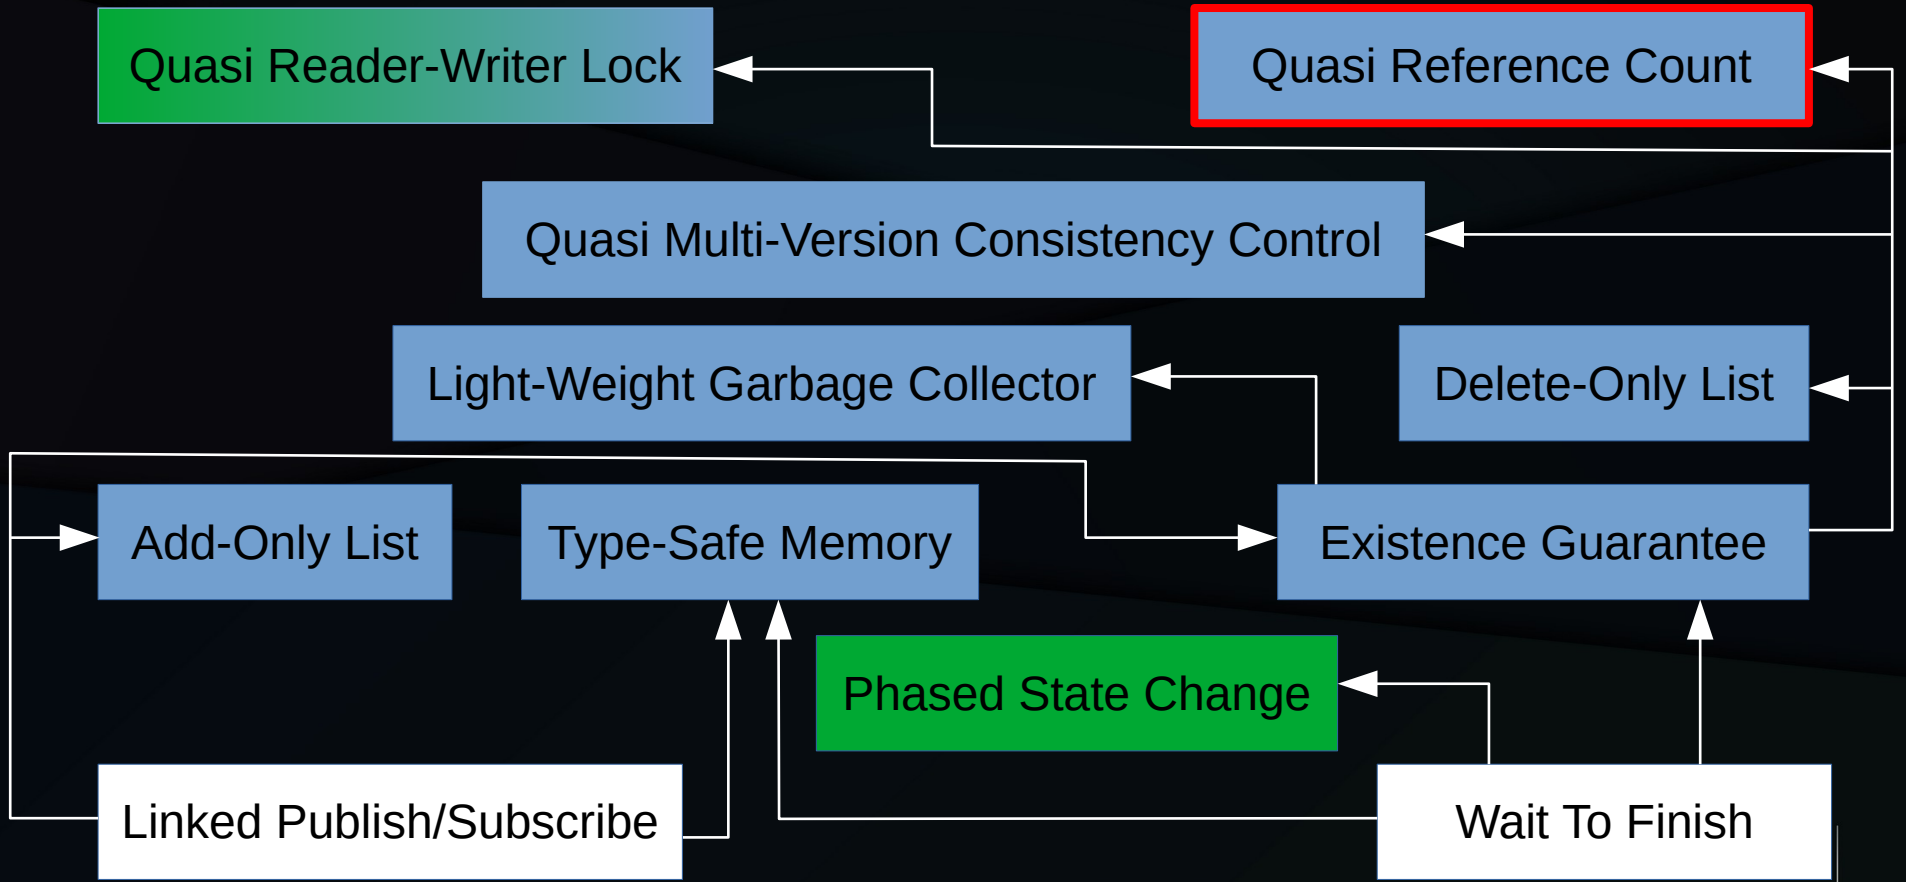 Quasi Reader-Writer Lock
Quasi Reference Count
Quasi Multi-Version Consistency Control
Light-Weight Garbage Collector
Delete-Only List
Add-Only List
Type-Safe Memory
Existence Guarantee
Phased State Change
Linked Publish/Subscribe
Wait To Finish